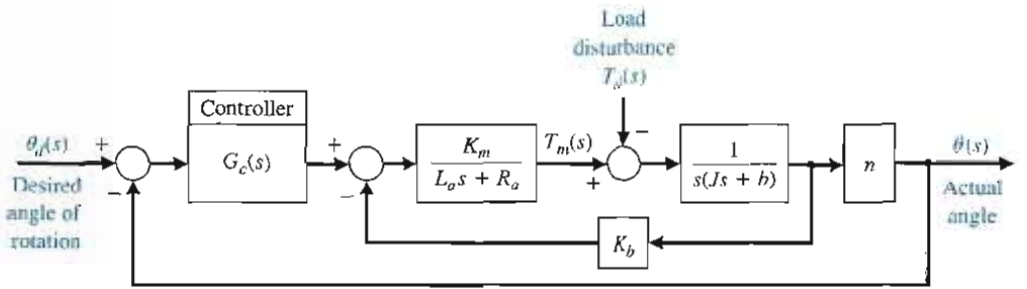 Load
disturbance
T_d(s)
Controller
θ_d(s) + G_c(s) + K_m T_m(s) − 1 n θ(s)
− − L_a s + R_a + s(Js + b)
Desired
angle of
rotation
Actual
angle
K_b